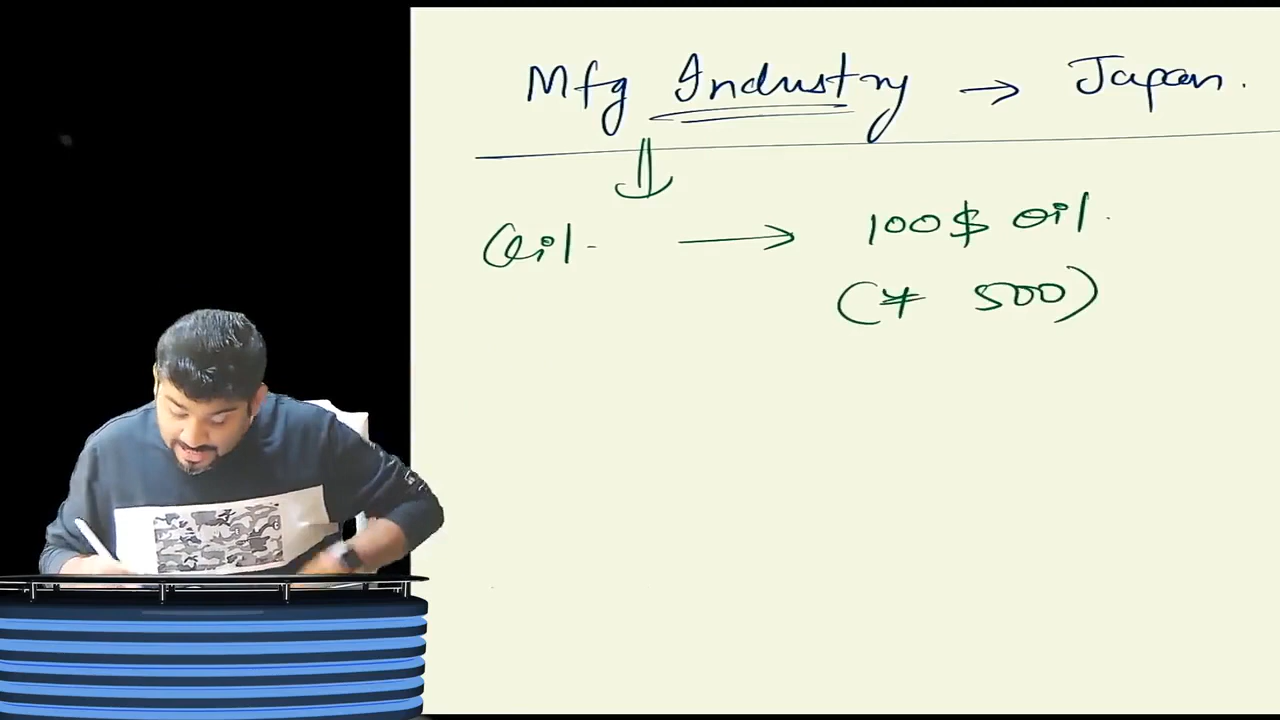 Mfg Industry → Japan.
Oil → 100$ oil.
(¥ 500)